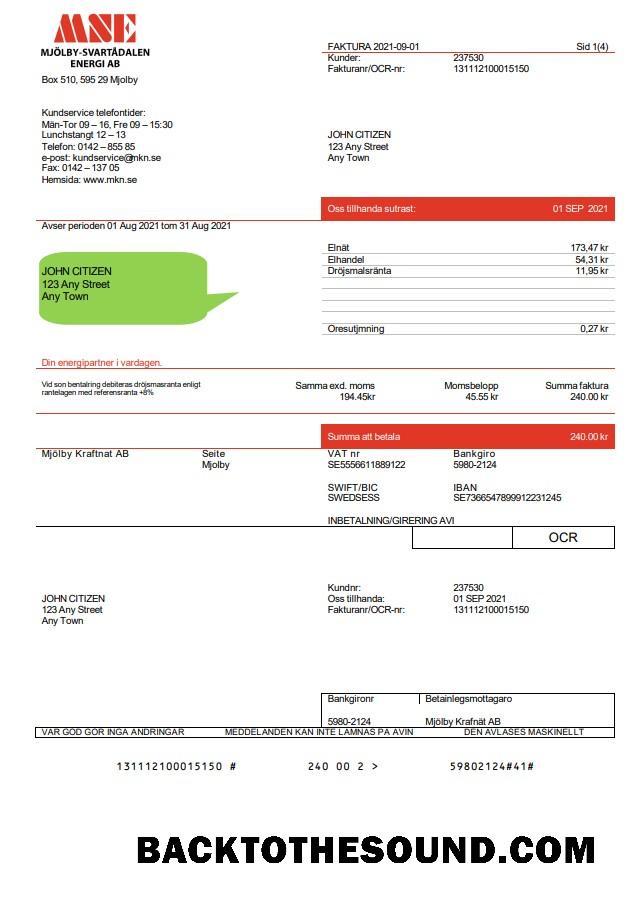 MSE
MJÖLBY-SVARTÅDALEN
ENERGI AB
Box 510, 595 29 Mjolby
FAKTURA 2021-09-01 Sid 1(4)
Kunder: 237530
Fakturanr/OCR-nr: 131112100015150
Kundservice telefontider:
Män-Tor 09 – 16, Fre 09 – 15:30
Lunchstangt 12 – 13
Telefon: 0142 – 855 85
e-post: kundservice@mkn.se
Fax: 0142 – 137 05
Hemsida: www.mkn.se
JOHN CITIZEN
123 Any Street
Any Town
Oss tillhanda sutrast: 01 SEP 2021
Avser perioden 01 Aug 2021 tom 31 Aug 2021
JOHN CITIZEN
123 Any Street
Any Town
Elnät 173,47 kr
Elhandel 54,31 kr
Dröjsmalsränta 11,95 kr
Oresutjmning 0,27 kr
Din energipartner i vardagen.
Vid son bentalring debiteras dröjsmasranta enligt
rantelagen med referensranta +8%
Samma exd. moms Momsbelopp Summa faktura
194.45kr 45.55 kr 240.00 kr
Summa att betala 240.00 kr
Mjölby Kraftnat AB Seite VAT nr Bankgiro
Mjolby SE5556611889122 5980-2124
SWIFT/BIC IBAN
SWEDSESS SE7366547899912231245
INBETALNING/GIRERING AVI
OCR
JOHN CITIZEN
123 Any Street
Any Town
Kundnr: 237530
Oss tillhanda: 01 SEP 2021
Fakturanr/OCR-nr: 131112100015150
Bankgironr Betainlegsmottagaro
5980-2124 Mjölby Krafnät AB
VAR GOD GOR INGA ANDRINGAR MEDDELANDEN KAN INTE LAMNAS PA AVIN DEN AVLASES MASKINELLT
131112100015150 # 240 00 2 > 59802124#41#
BACKTOTHESOUND.COM